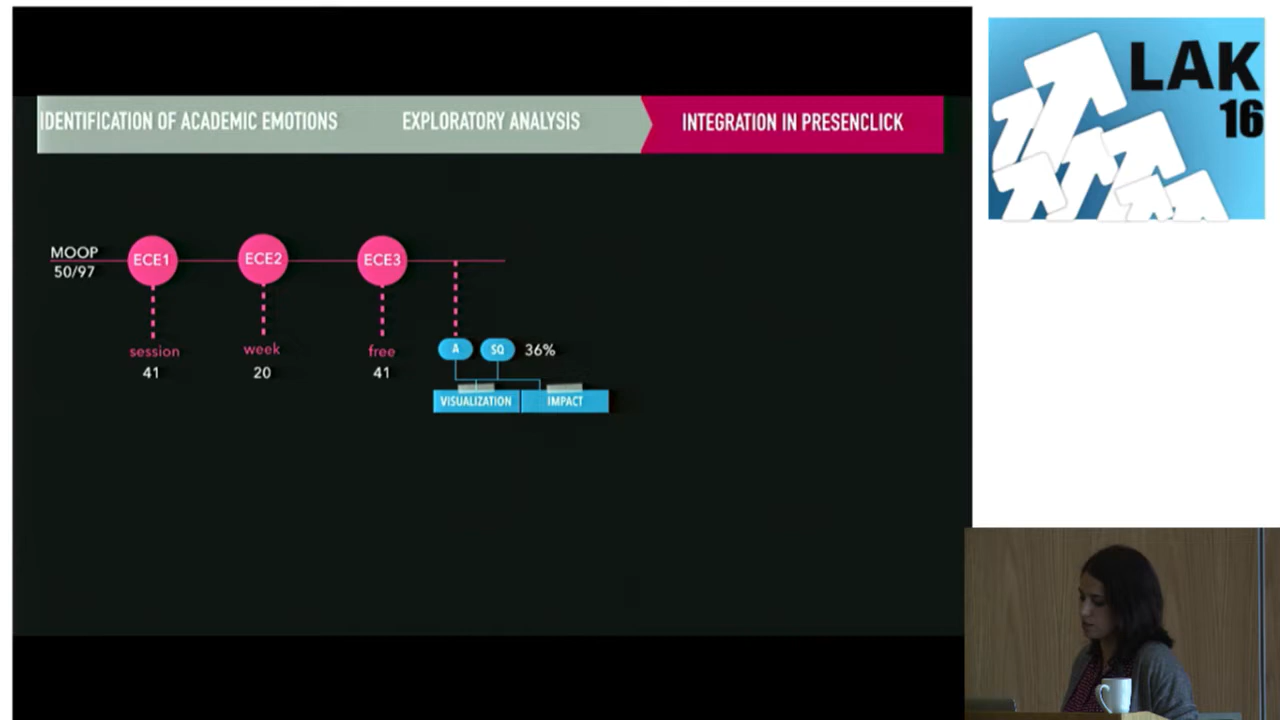 IDENTIFICATION OF ACADEMIC EMOTIONS
EXPLORATORY ANALYSIS
INTEGRATION IN PRESENCLICK
LAK
16
MOOP
50/97
ECE1
ECE2
ECE3
session
week
free
41
20
41
A
SQ
36%
VISUALIZATION
IMPACT